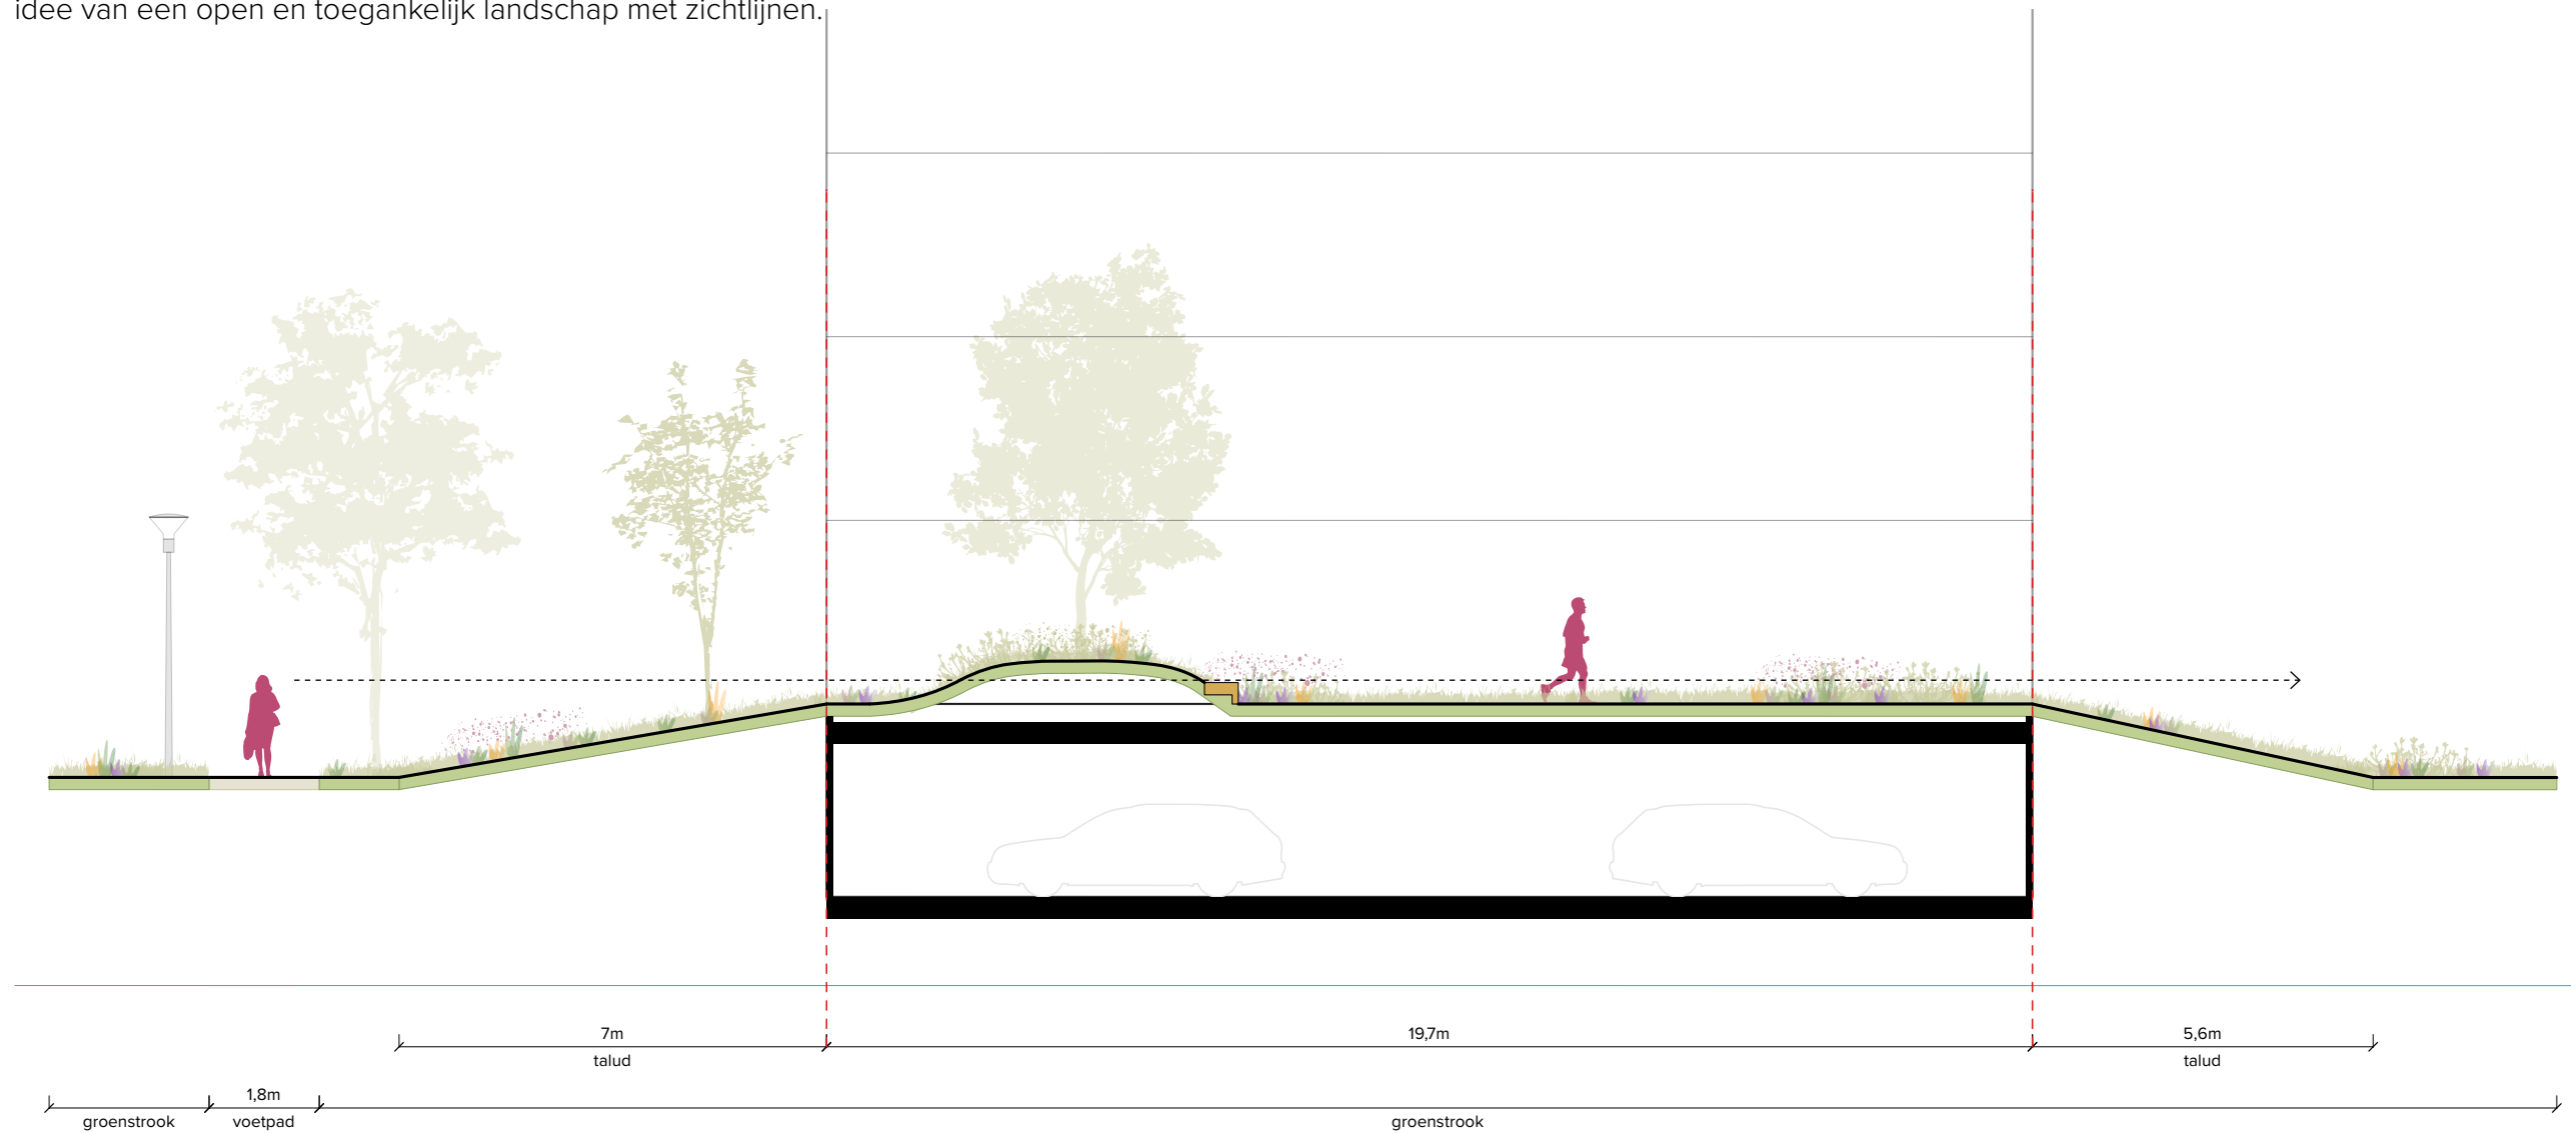 idee van een open en toegankelijk landschap met zichtlijnen.
7m
19,7m
5,6m
talud
talud
1,8m
groenstrook
voetpad
groenstrook